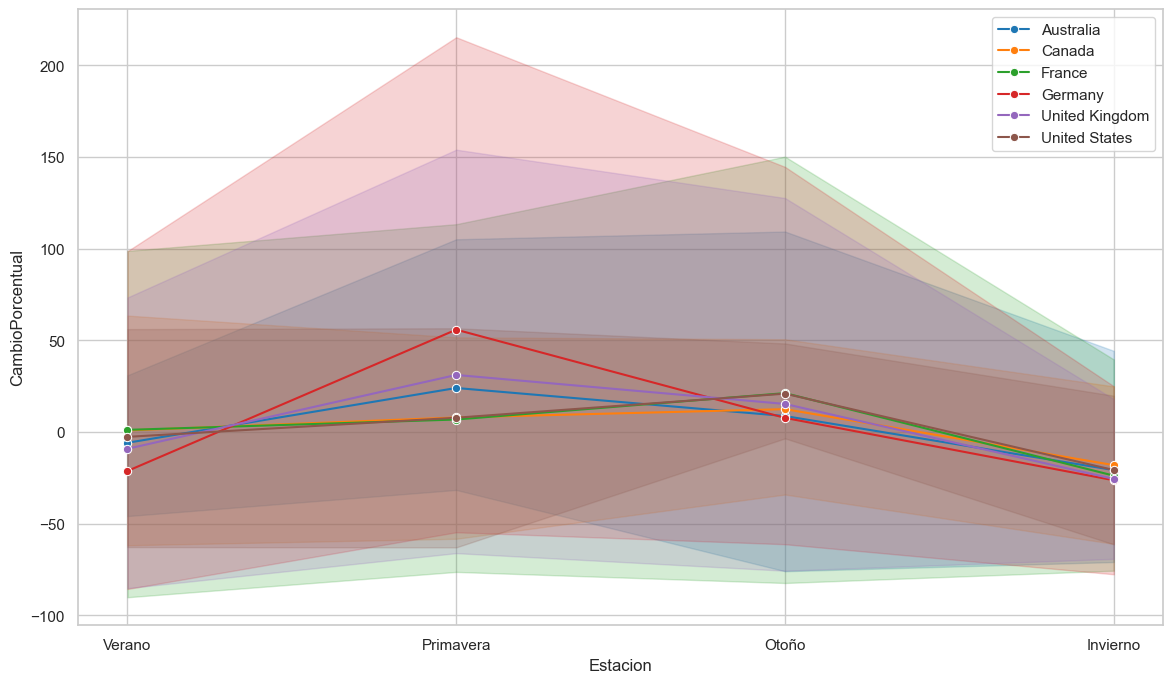 200
150
100
50
0
−50
−100
CambioPorcentual
Verano
Primavera
Otoño
Invierno
Estacion
Australia
Canada
France
Germany
United Kingdom
United States